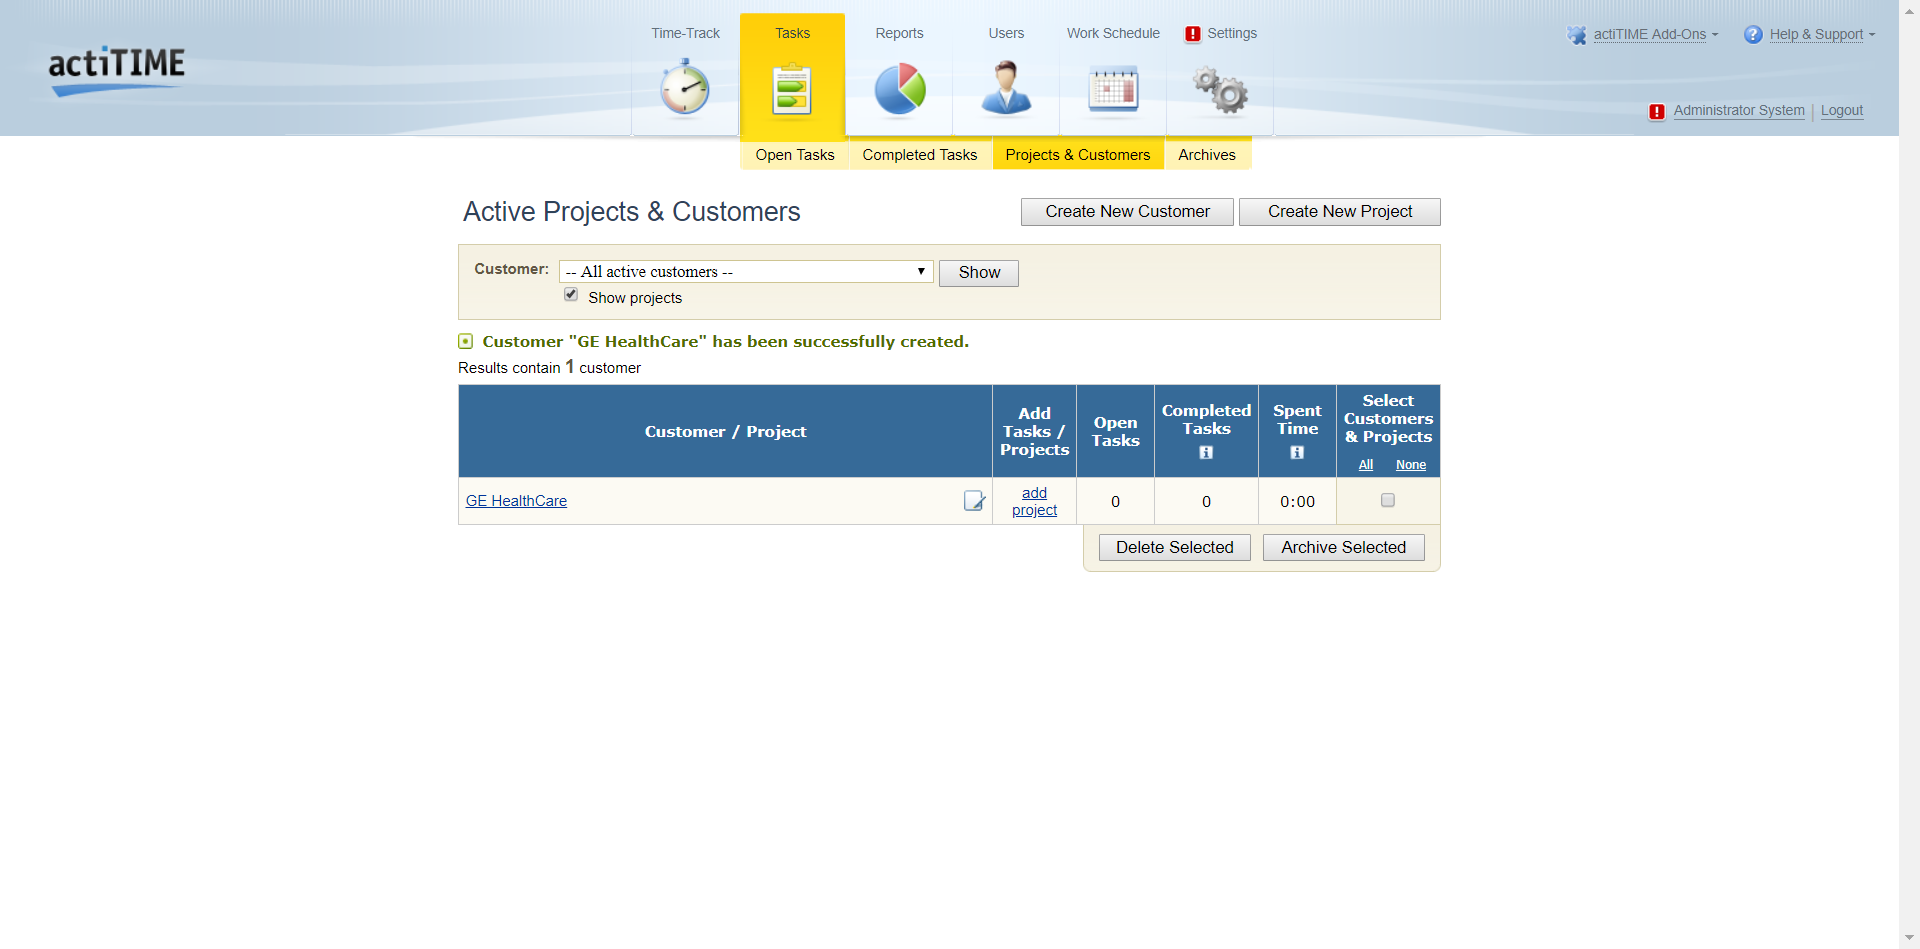 actiTIME
Time-Track
Tasks
Reports
Users
Work Schedule
Settings
actiTIME Add-Ons
Help & Support
Administrator System
Logout
Open Tasks
Completed Tasks
Projects & Customers
Archives
Active Projects & Customers
Create New Customer
Create New Project
Customer:
-- All active customers --
Show
Show projects
Customer "GE HealthCare" has been successfully created.
Results contain 1 customer
Customer / Project
Add
Tasks /
Projects
Open
Tasks
Completed
Tasks
Spent
Time
Select
Customers
& Projects
All None
GE HealthCare
add
project
0
0
0:00
Delete Selected
Archive Selected